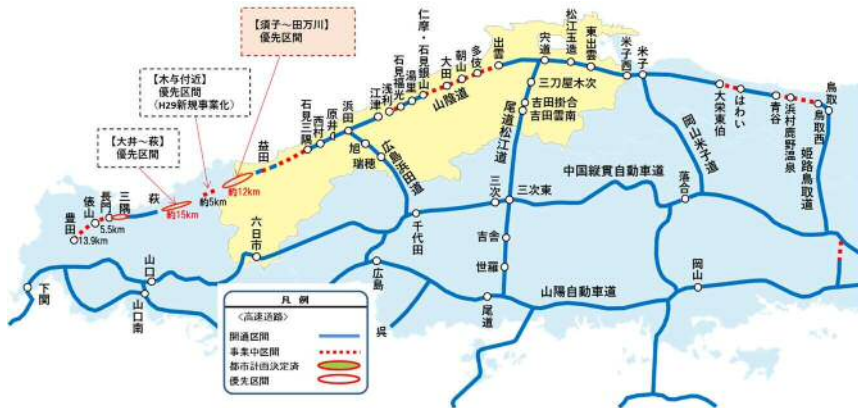 【須子～田万川】
優先区間
【木与付近】
優先区間
（H29新規事業化）
【大井～萩】
優先区間
豊田
俵山
長門
三隅
萩
13.9km
5.5km
約15km
約5km
約12km
益田
石見三隅
西村
原井
浜田
江津
浅利
石見福光
湯里
仁摩・石見銀山
大田
朝山
多伎
出雲
宍道
松江玉造
東出雲
米子西
米子
大栄東伯
はわい
青谷
浜村鹿野温泉
鳥取西
鳥取
山陰道
三刀屋木次
吉田掛合
吉田雲南
尾道松江道
旭
瑞穂
広島浜田道
岡山米子道
姫路鳥取道
中国縦貫自動車道
六日市
千代田
三次
三次東
落合
吉舎
世羅
山口
山口南
下関
広島
呉
尾道
山陽自動車道
岡山
凡例
＜高速道路＞
開通区間
事業中区間
都市計画決定済
優先区間